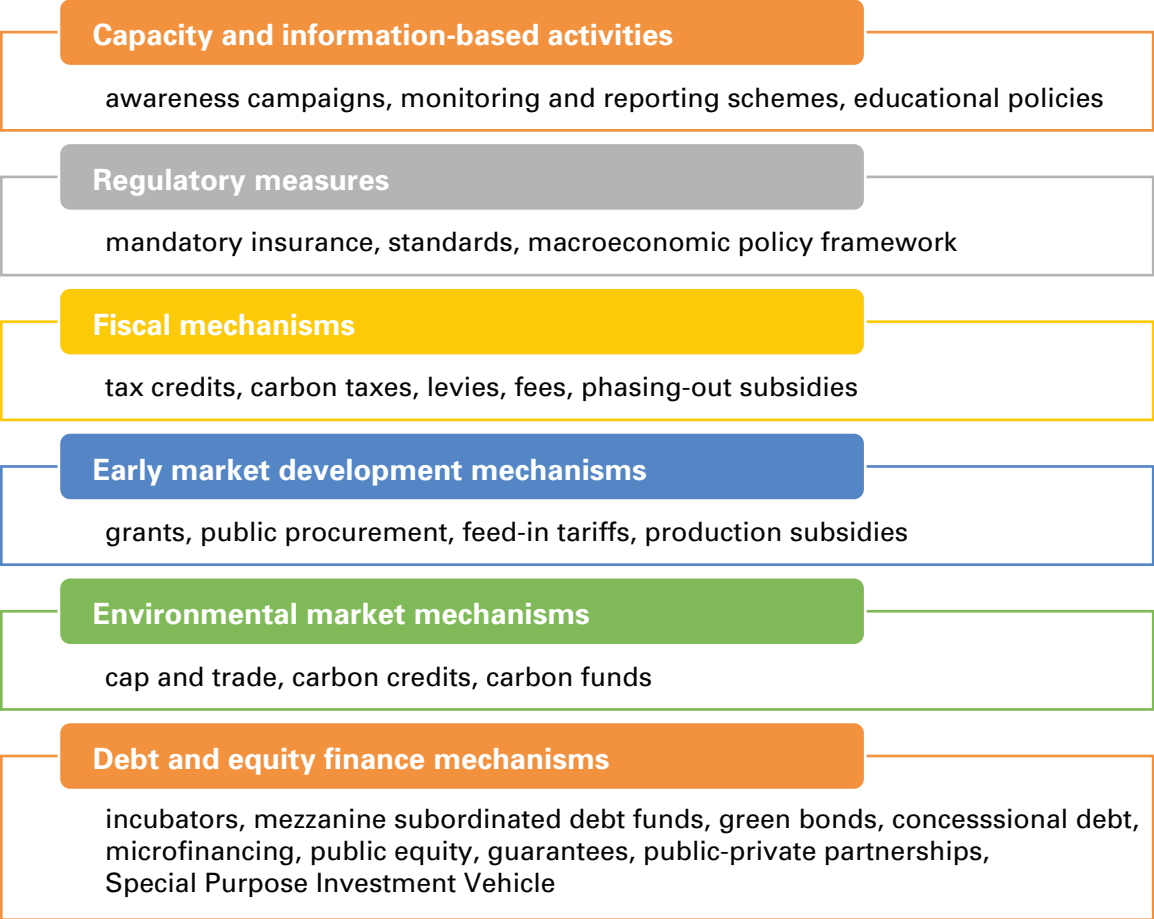 Capacity and information-based activities
awareness campaigns, monitoring and reporting schemes, educational policies
Regulatory measures
mandatory insurance, standards, macroeconomic policy framework
Fiscal mechanisms
tax credits, carbon taxes, levies, fees, phasing-out subsidies
Early market development mechanisms
grants, public procurement, feed-in tariffs, production subsidies
Environmental market mechanisms
cap and trade, carbon credits, carbon funds
Debt and equity finance mechanisms
incubators, mezzanine subordinated debt funds, green bonds, concesssional debt,
microfinancing, public equity, guarantees, public-private partnerships,
Special Purpose Investment Vehicle